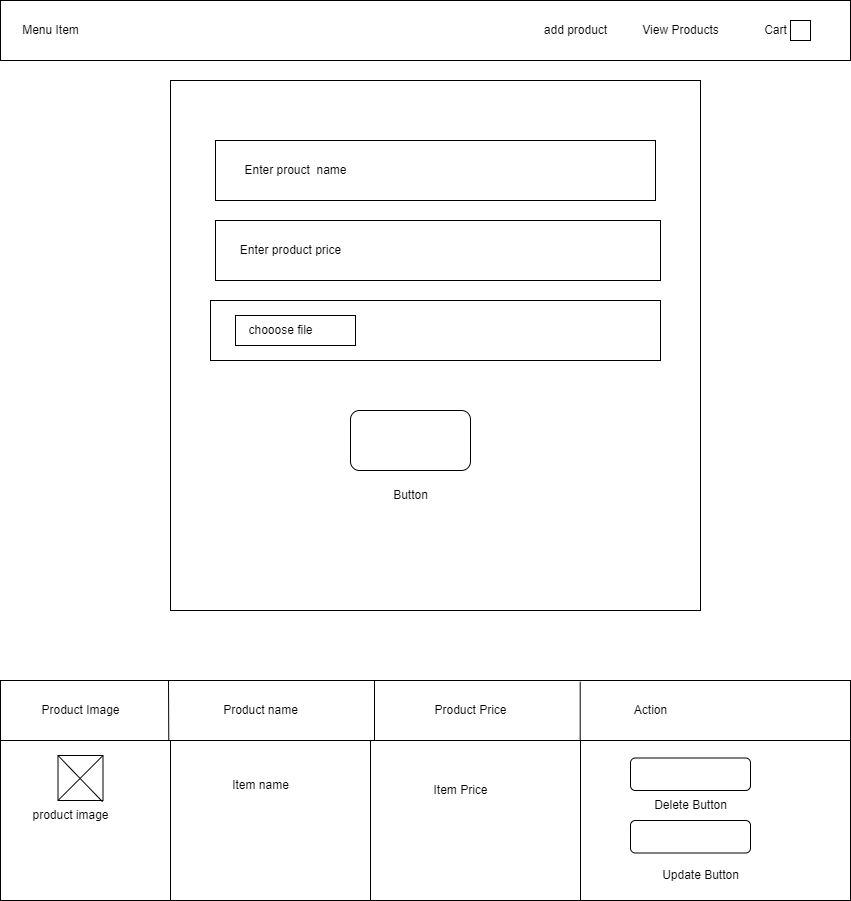 Menu Item
add product
View Products
Cart
Enter prouct  name
Enter product price
chooose file
Button
Product Image
Product name
Product Price
Action
product image
Item name
Item Price
Delete Button
Update Button